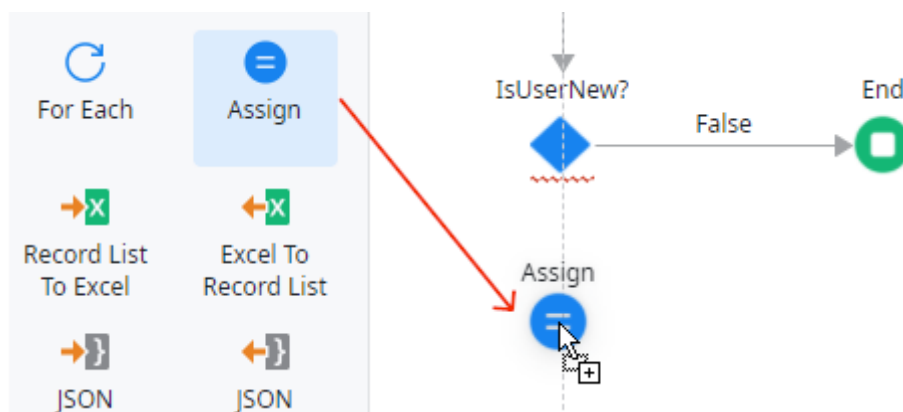 For Each
Assign
Record List
To Excel
Excel To
Record List
JSON
JSON
IsUserNew?
False
End
Assign